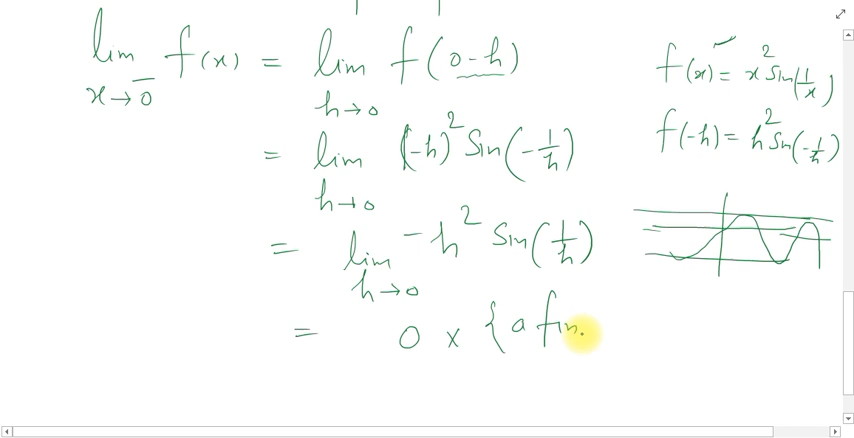 lim x→0⁻ f(x) = lim h→0 f(0-h)
f(x) = x² Sin(1/x)
= lim h→0 (-h)² Sin(-1/h)
f(-h) = h² Sin(-1/h)
= lim h→0 -h² Sin(1/h)
= 0 × { a fin